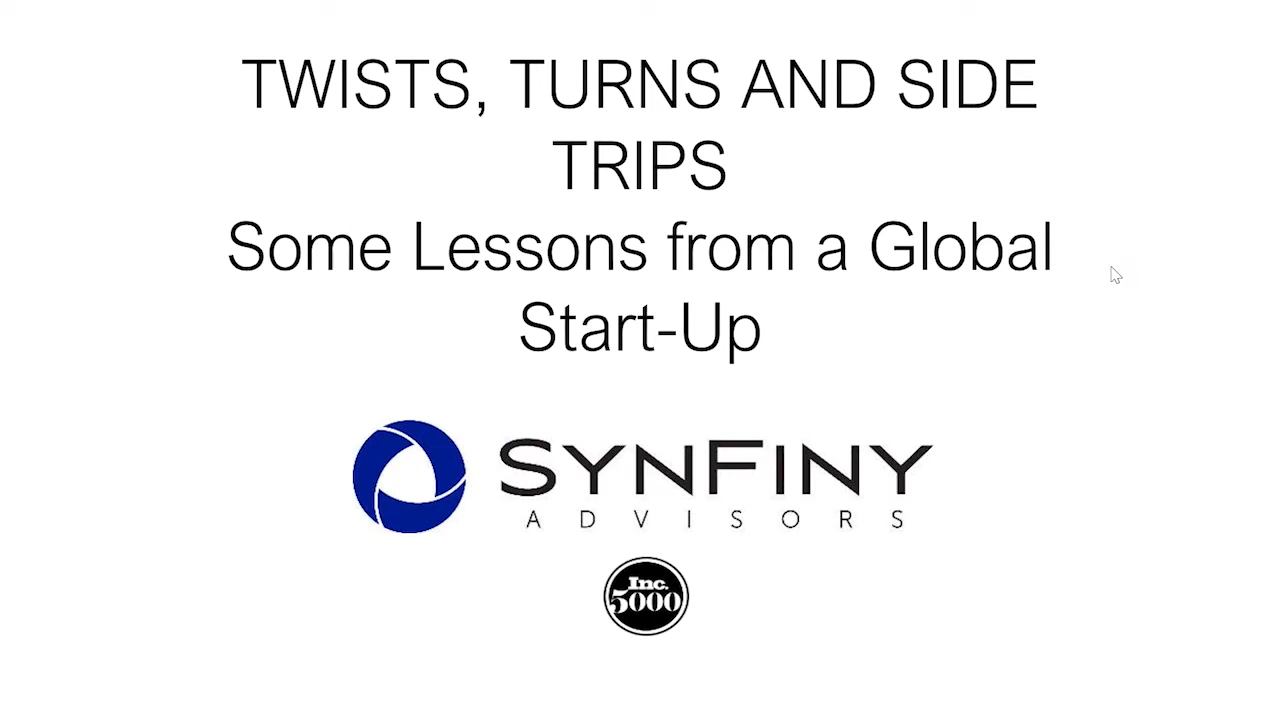 TWISTS, TURNS AND SIDE
TRIPS
Some Lessons from a Global
Start-Up
SYNFINY
ADVISORS
Inc.
5000